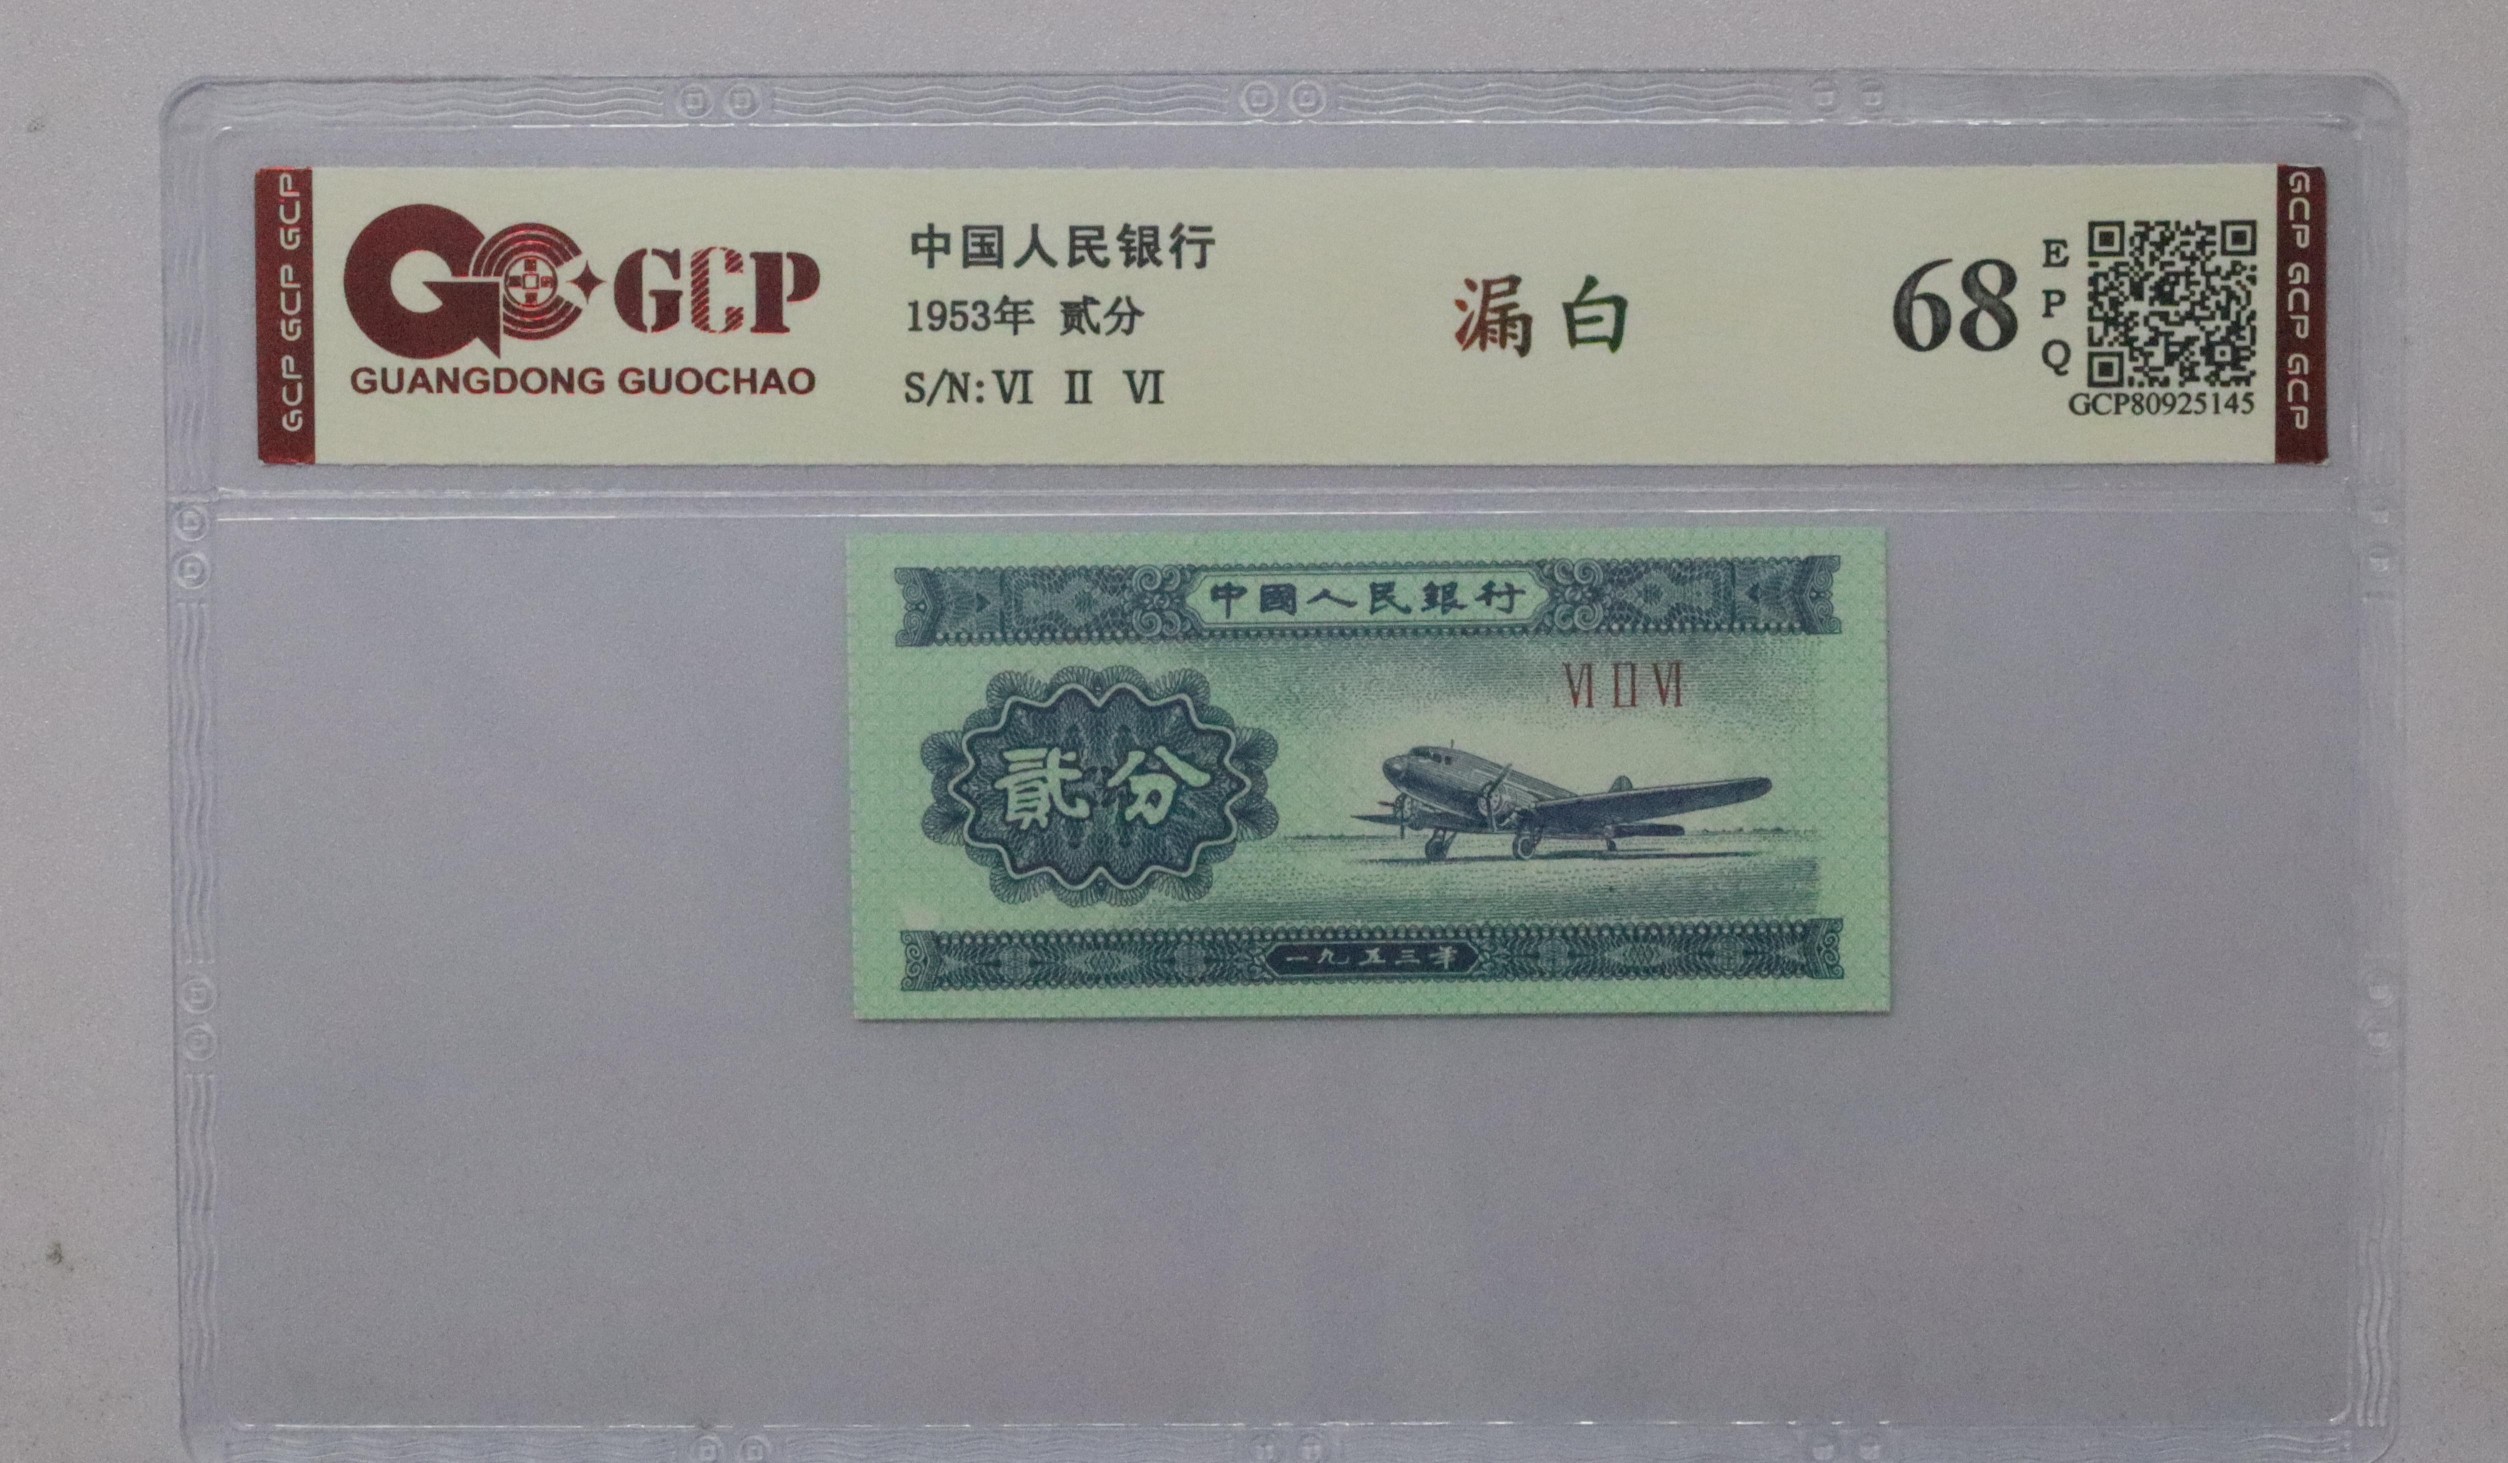 GCP GCP GCP
GCP
GUANGDONG GUOCHAO
中国人民银行
1953年 贰分
S/N: Ⅵ Ⅱ Ⅵ
漏白
68
E
P
Q
GCP80925145
GCP GCP GCP
中國人民銀行
Ⅵ Ⅱ Ⅵ
貳分
一九五三年